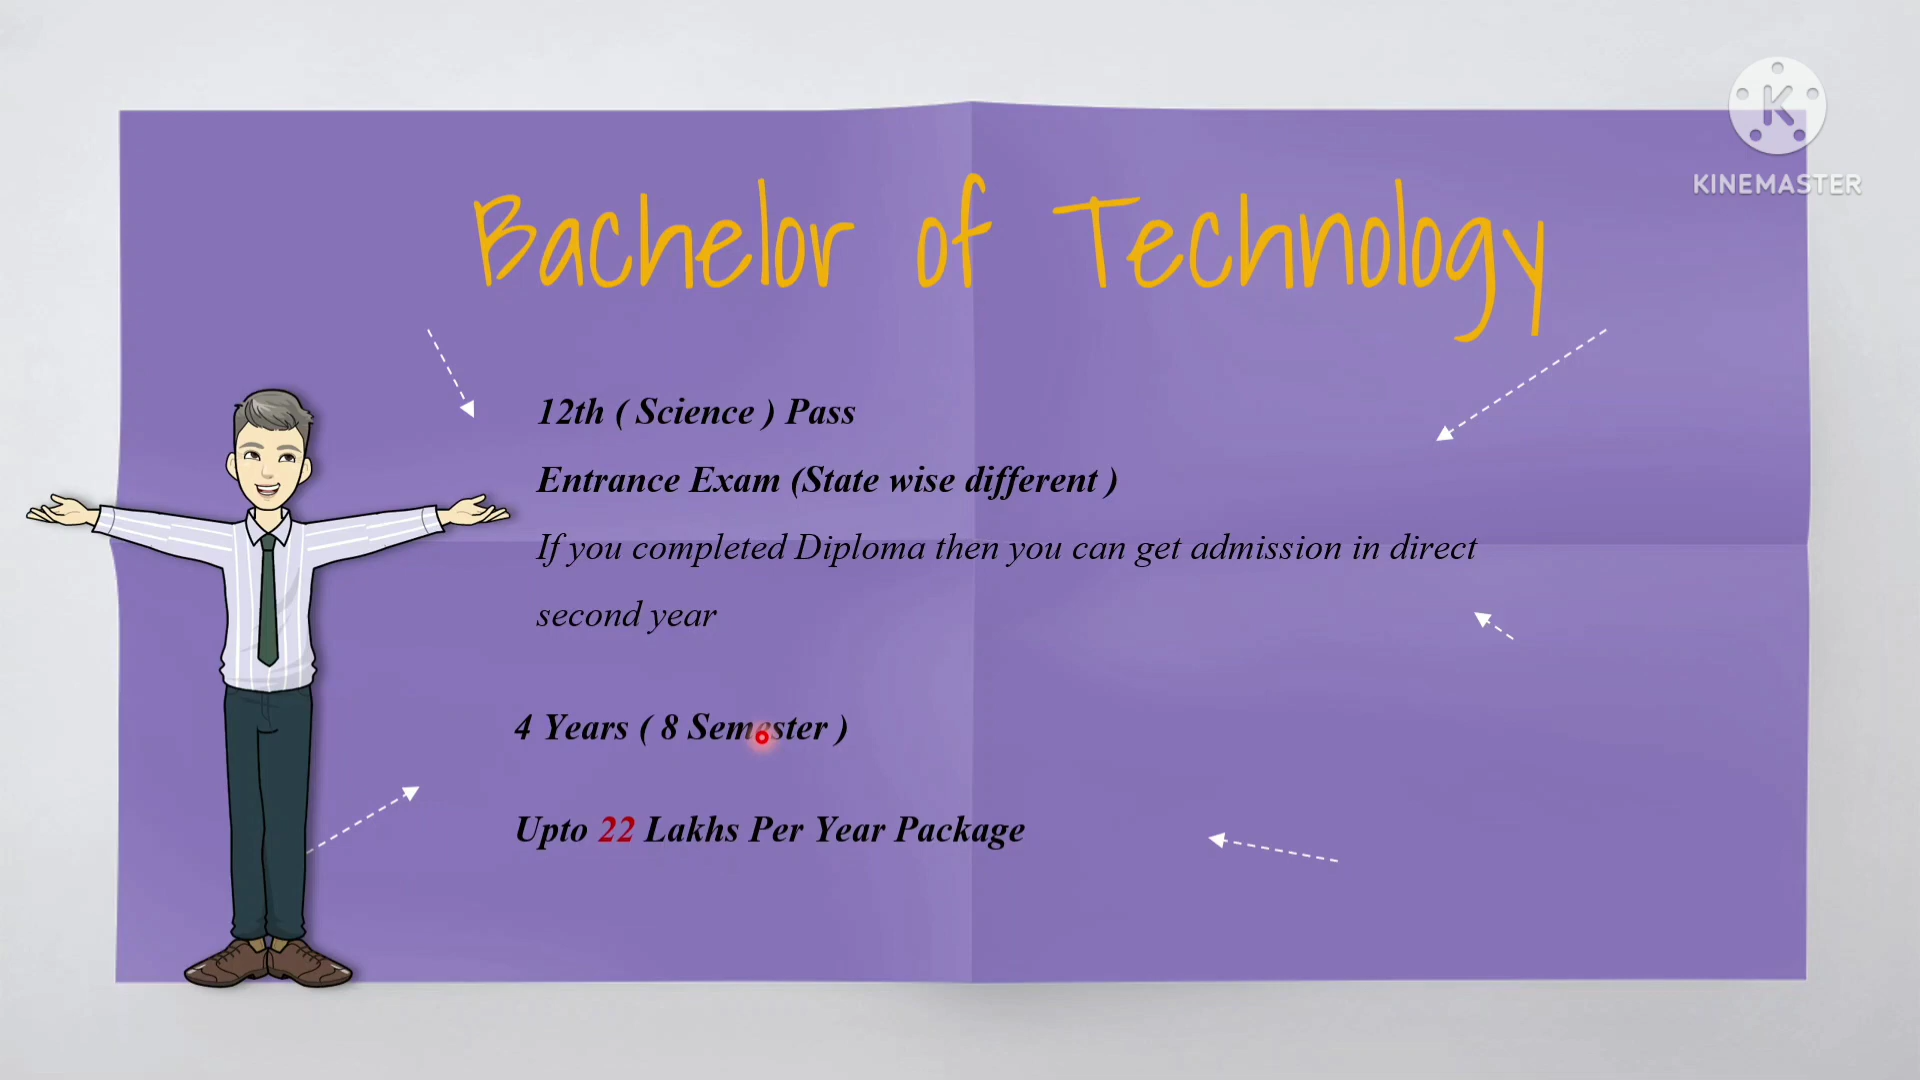 K
KINEMASTER
Bachelor of Technology
12th ( Science ) Pass
Entrance Exam (State wise different )
If you completed Diploma then you can get admission in direct
second year
4 Years ( 8 Semester )
Upto 22 Lakhs Per Year Package